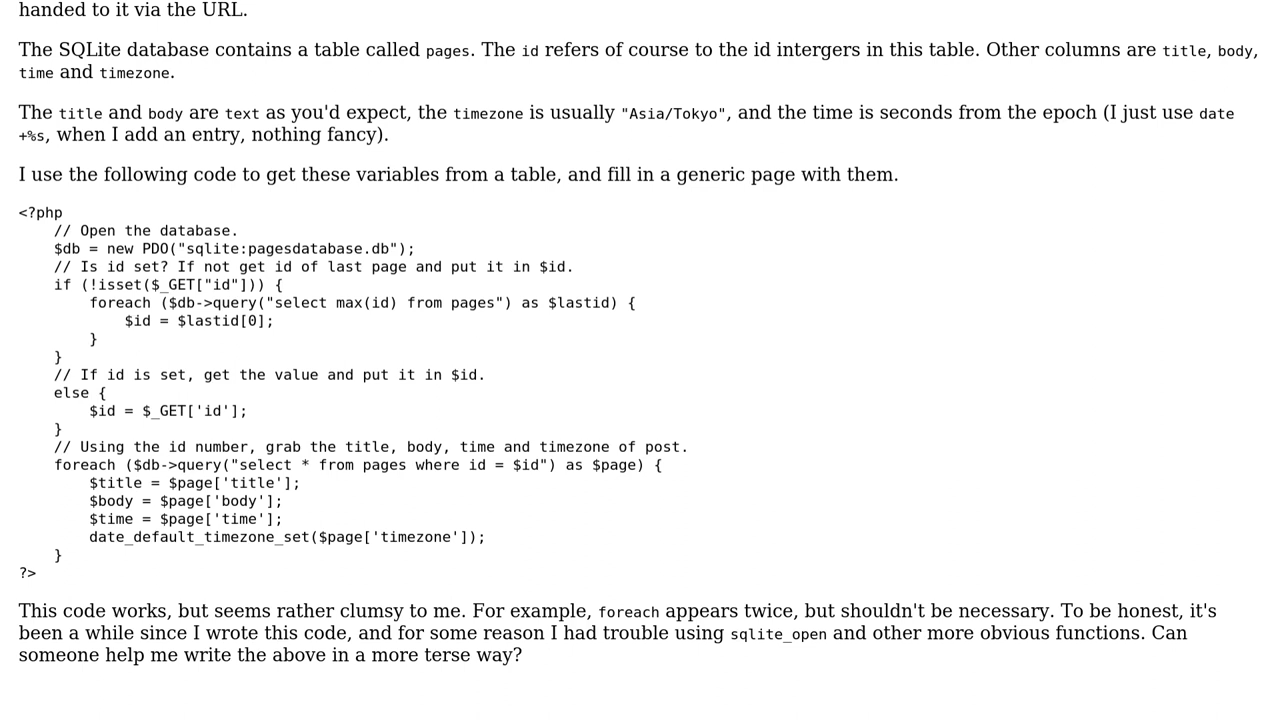 handed to it via the URL.
The SQLite database contains a table called pages. The id refers of course to the id intergers in this table. Other columns are title, body,
time and timezone.
The title and body are text as you'd expect, the timezone is usually "Asia/Tokyo", and the time is seconds from the epoch (I just use date
+%s, when I add an entry, nothing fancy).
I use the following code to get these variables from a table, and fill in a generic page with them.
<?php
    // Open the database.
    $db = new PDO("sqlite:pagesdatabase.db");
    // Is id set? If not get id of last page and put it in $id.
    if (!isset($_GET["id"])) {
        foreach ($db->query("select max(id) from pages") as $lastid) {
            $id = $lastid[0];
        }
    }
    // If id is set, get the value and put it in $id.
    else {
        $id = $_GET['id'];
    }
    // Using the id number, grab the title, body, time and timezone of post.
    foreach ($db->query("select * from pages where id = $id") as $page) {
        $title = $page['title'];
        $body = $page['body'];
        $time = $page['time'];
        date_default_timezone_set($page['timezone']);
    }
?>
This code works, but seems rather clumsy to me. For example, foreach appears twice, but shouldn't be necessary. To be honest, it's
been a while since I wrote this code, and for some reason I had trouble using sqlite_open and other more obvious functions. Can
someone help me write the above in a more terse way?